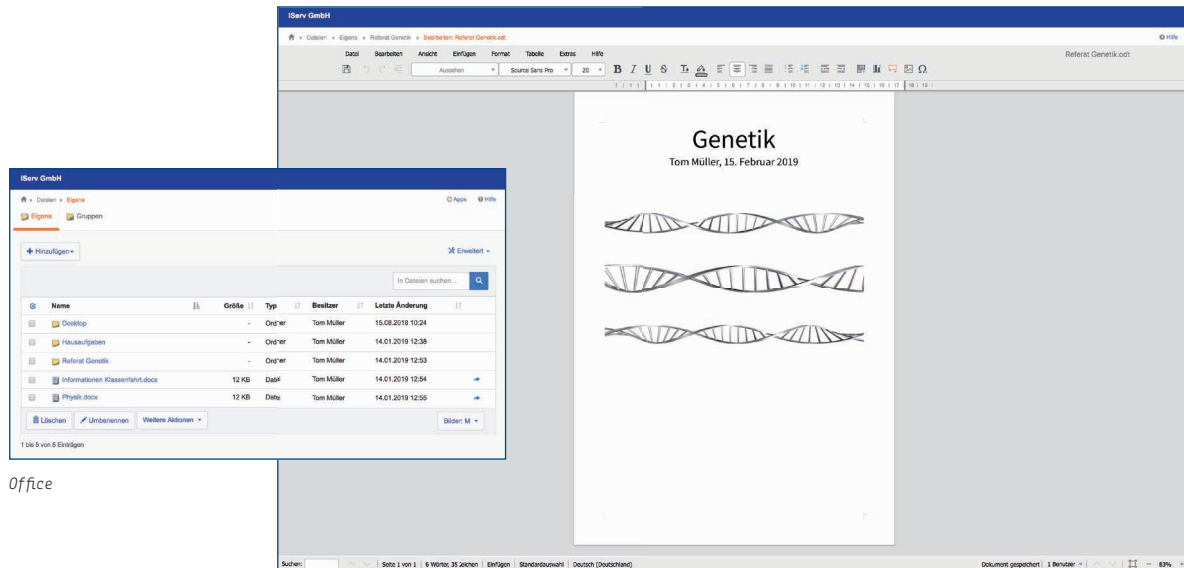 IServ GmbH
» Dateien » Eigene » Referat Genetik » Bearbeiten: Referat Genetik.odt
Hilfe
Datei Bearbeiten Ansicht Einfügen Format Tabelle Extras Hilfe
Referat Genetik.odt
Aussehen Source Sans Pro 20 B I U S Ω
Genetik
Tom Müller, 15. Februar 2019
Suchen: Seite 1 von 1 6 Wörter, 35 Zeichen Einfügen Standardauswahl Deutsch (Deutschland) Dokument gespeichert 1 Benutzer 83%
IServ GmbH
» Dateien » Eigene
Apps Hilfe
Eigene Gruppen
Hinzufügen
Erweitert
In Dateien suchen...
Name Größe Typ Besitzer Letzte Änderung
Desktop - Ordner Tom Müller 15.08.2018 10:24
Hausaufgaben - Ordner Tom Müller 14.01.2019 12:38
Referat Genetik - Ordner Tom Müller 14.01.2019 12:53
Informationen Klassenfahrt.docx 12 KB Datei Tom Müller 14.01.2019 12:54
Physik.docx 12 KB Datei Tom Müller 14.01.2019 12:55
Löschen Umbenennen Weitere Aktionen Bilder: M
1 bis 5 von 5 Einträgen
Office